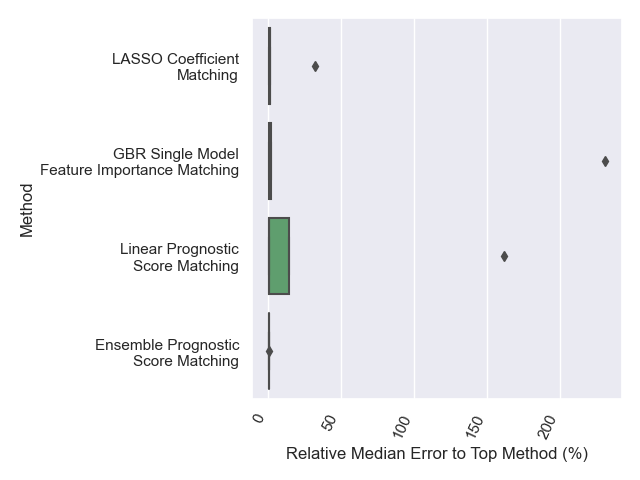 LASSO Coefficient
Matching
GBR Single Model
Feature Importance Matching
Linear Prognostic
Score Matching
Ensemble Prognostic
Score Matching
Method
0
50
100
150
200
Relative Median Error to Top Method (%)